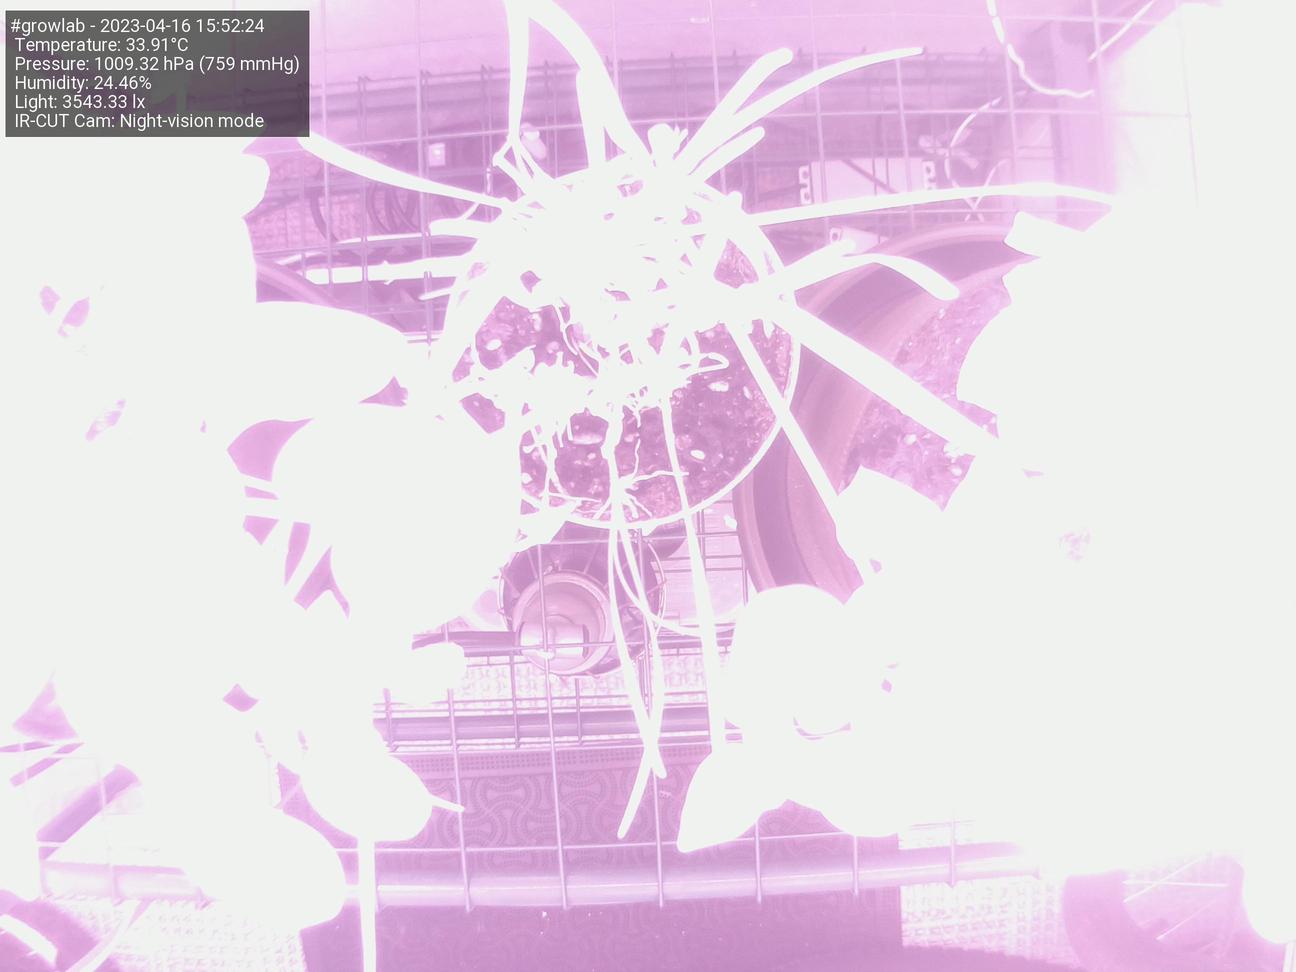 #growlab - 2023-04-16 15:52:24
Temperature: 33.91°C
Pressure: 1009.32 hPa (759 mmHg)
Humidity: 24.46%
Light: 3543.33 lx
IR-CUT Cam: Night-vision mode